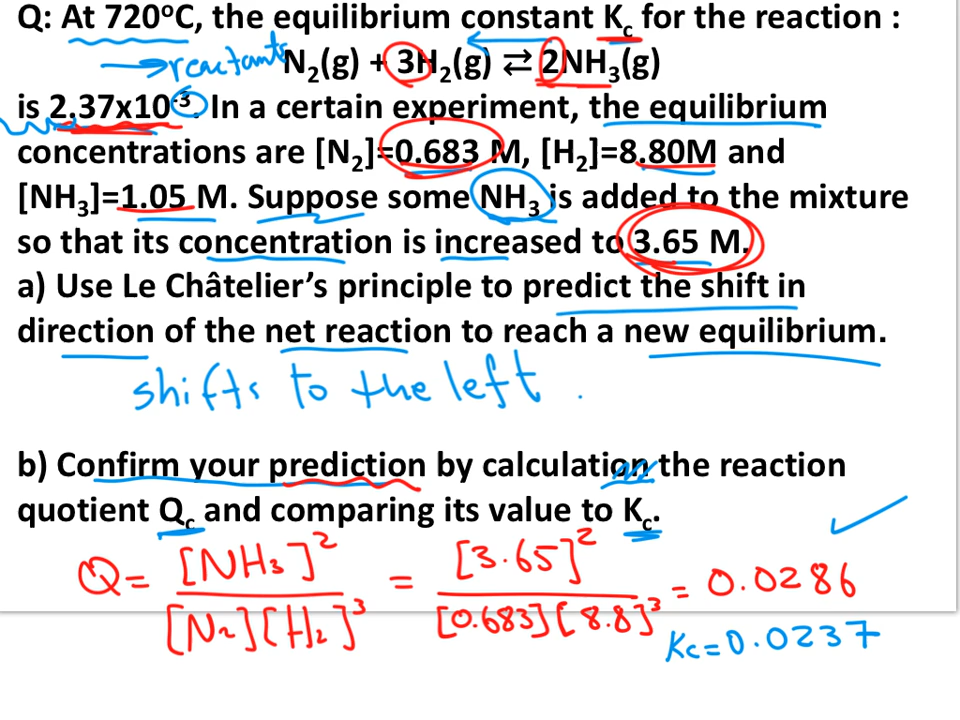 Q: At 720°C, the equilibrium constant Kc for the reaction :
→reactants N₂(g) + 3H₂(g) ⇄ 2NH₃(g)
is 2.37x10⁻³. In a certain experiment, the equilibrium
concentrations are [N₂]=0.683 M, [H₂]=8.80M and
[NH₃]=1.05 M. Suppose some NH₃ is added to the mixture
so that its concentration is increased to 3.65 M.
a) Use Le Châtelier’s principle to predict the shift in
direction of the net reaction to reach a new equilibrium.
shifts to the left .
b) Confirm your prediction by calculation the reaction
quotient Qc and comparing its value to Kc.
Q= [NH₃]² / [N₂][H₂]³ = [3.65]² / [0.683][8.8]³ = 0.0286
Kc=0.0237